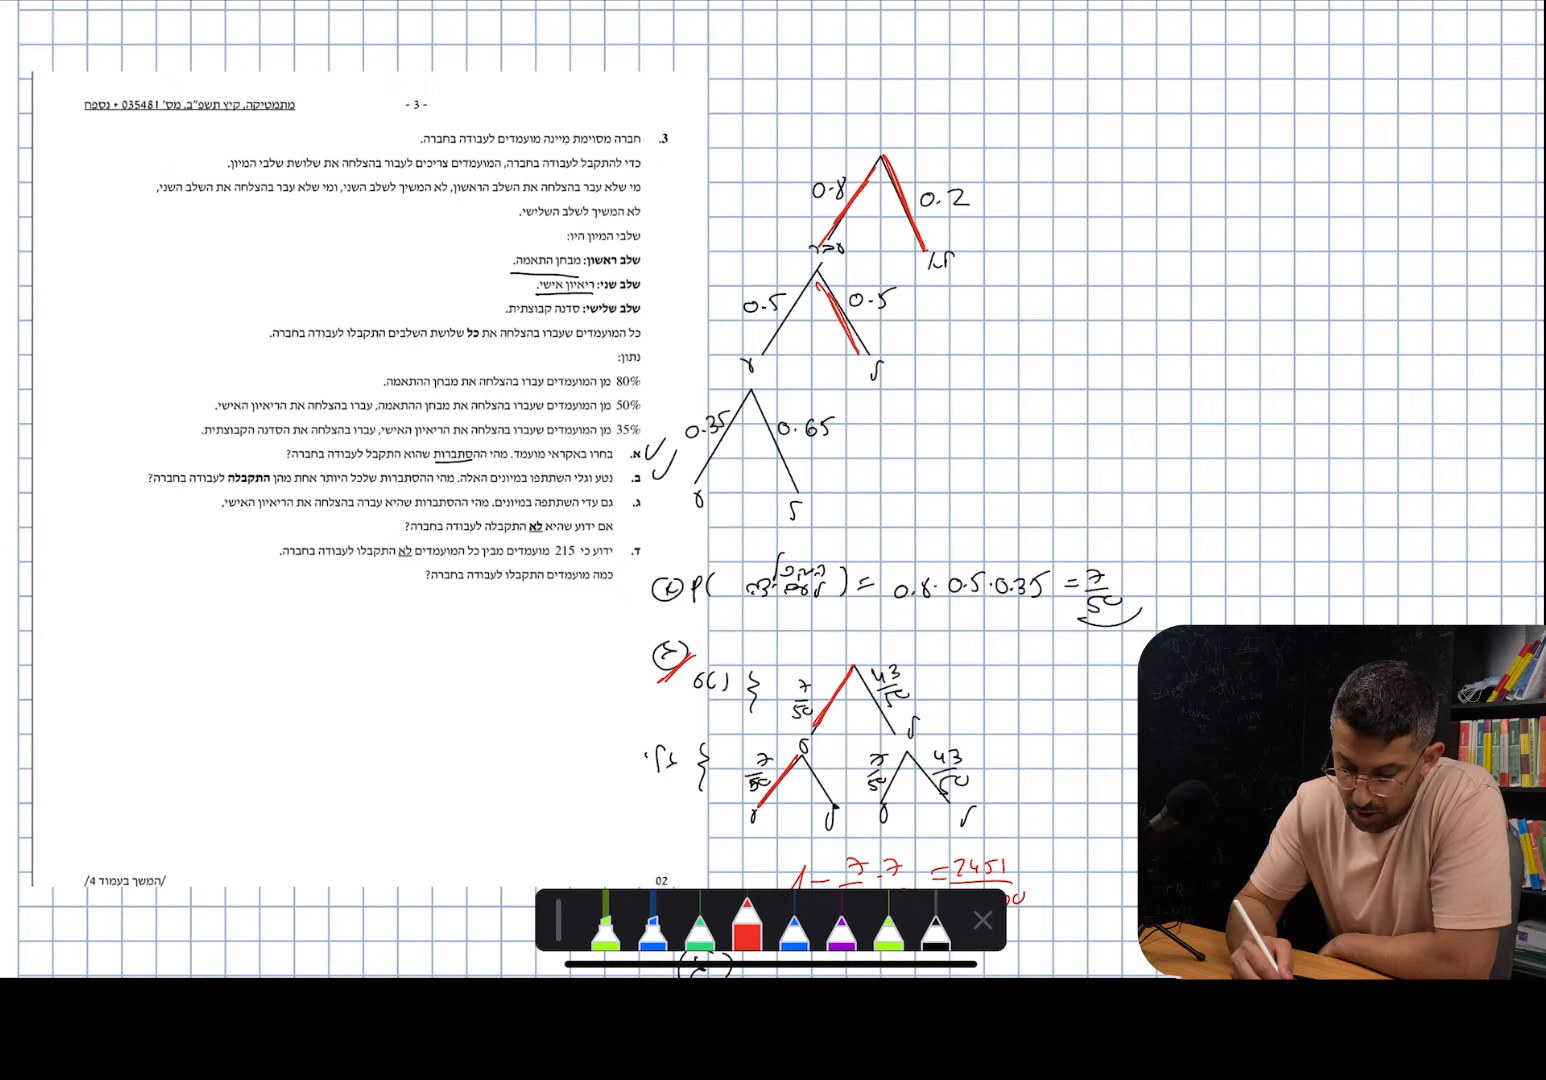 מתמטיקה, קיץ תשפ"ב, מס' 035481 + נספח
- 3 -
3. חברה מסוימת מיינה מועמדים לעבודה בחברה.
כדי להתקבל לעבודה בחברה, המועמדים צריכים לעבור בהצלחה את שלושת שלבי המיון.
מי שלא עבר בהצלחה את השלב הראשון, לא המשיך לשלב השני, ומי שלא עבר בהצלחה את השלב השני,
לא המשיך לשלב השלישי.
שלבי המיון היו:
שלב ראשון: מבחן התאמה.
שלב שני: ריאיון אישי.
שלב שלישי: סדנה קבוצתית.
כל המועמדים שעברו בהצלחה את כל שלושת השלבים התקבלו לעבודה בחברה.
נתון:
80% מן המועמדים עברו בהצלחה את מבחן ההתאמה.
50% מן המועמדים שעברו בהצלחה את מבחן ההתאמה, עברו בהצלחה את הריאיון האישי.
35% מן המועמדים שעברו בהצלחה את הריאיון האישי, עברו בהצלחה את הסדנה הקבוצתית.
א. בחרו באקראי מועמד. מהי ההסתברות שהוא התקבל לעבודה בחברה?
ב. נטע וגלי השתתפו במיונים האלה. מהי ההסתברות שלכל היותר אחת מהן התקבלה לעבודה בחברה?
ג. גם עדי השתתפה במיונים. מהי ההסתברות שהיא עברה בהצלחה את הריאיון האישי,
אם ידוע שהיא לא התקבלה לעבודה בחברה?
ד. ידוע כי 215 מועמדים מבין כל המועמדים לא התקבלו לעבודה בחברה.
כמה מועמדים התקבלו לעבודה בחברה?
/המשך בעמוד 4/
02
0.8 0.2
0.5 0.5
0.35 0.65
P( ) = 0.8 · 0.5 · 0.35 = 7/50
7/50 43/50
7/50 7/50 43/50
1 - 7 · 7 = 2451